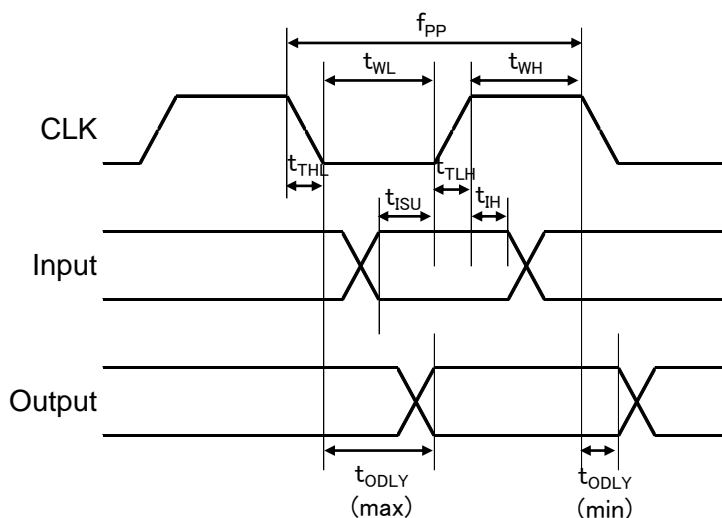 fPP
tWL
tWH
CLK
tTHL
tTLH
tISU
tIH
Input
Output
tODLY
(max)
tODLY
(min)